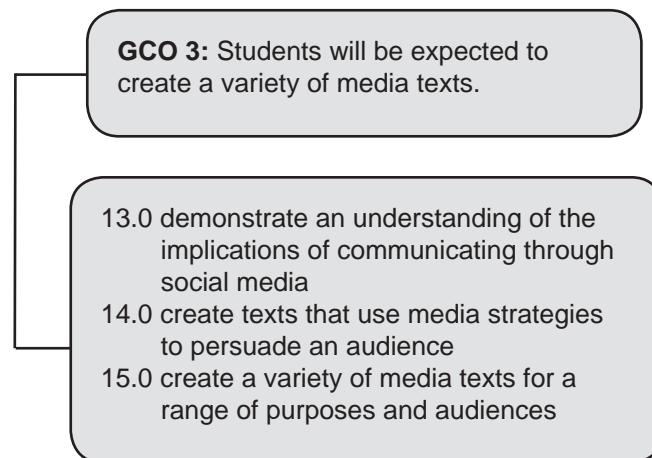 GCO 3: Students will be expected to
create a variety of media texts.
13.0 demonstrate an understanding of the
implications of communicating through
social media
14.0 create texts that use media strategies
to persuade an audience
15.0 create a variety of media texts for a
range of purposes and audiences